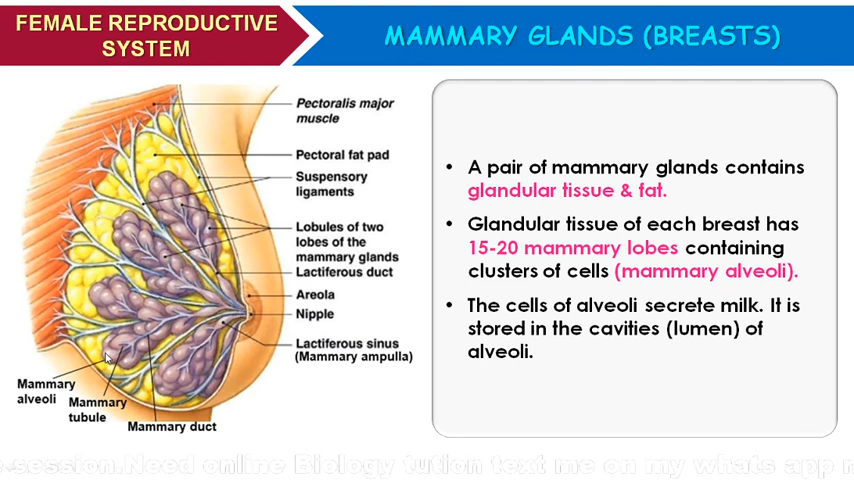 FEMALE REPRODUCTIVE
SYSTEM
MAMMARY GLANDS (BREASTS)
Pectoralis major
muscle
Pectoral fat pad
Suspensory
ligaments
Lobules of two
lobes of the
mammary glands
Lactiferous duct
Areola
Nipple
Lactiferous sinus
(Mammary ampulla)
Mammary
alveoli
Mammary
tubule
Mammary duct
• A pair of mammary glands contains
glandular tissue & fat.
• Glandular tissue of each breast has
15-20 mammary lobes containing
clusters of cells (mammary alveoli).
• The cells of alveoli secrete milk. It is
stored in the cavities (lumen) of
alveoli.
-session.Need online Biology tution text me on my whats app